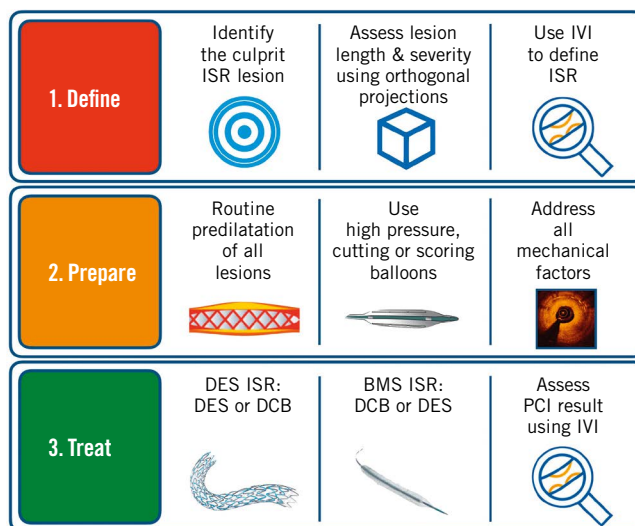 1. Define
Identify
the culprit
ISR lesion
Assess lesion
length & severity
using orthogonal
projections
Use IVI
to define
ISR
2. Prepare
Routine
predilatation
of all
lesions
Use
high pressure,
cutting or scoring
balloons
Address
all
mechanical
factors
3. Treat
DES ISR:
DES or DCB
BMS ISR:
DCB or DES
Assess
PCI result
using IVI